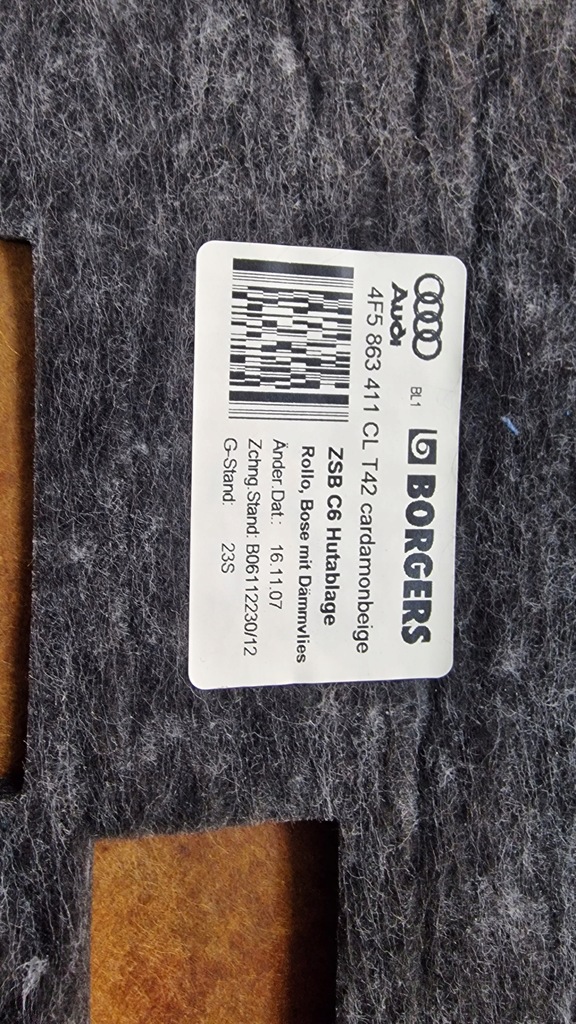 Audi
BL1
BORGERS
4F5 863 411 CL T42 cardamonbeige
ZSB C6 Hutablage
Rollo, Bose mit Dämmvlies
Änder.Dat.: 16.11.07
Zchng.Stand: B06112230/12
G-Stand: 23S